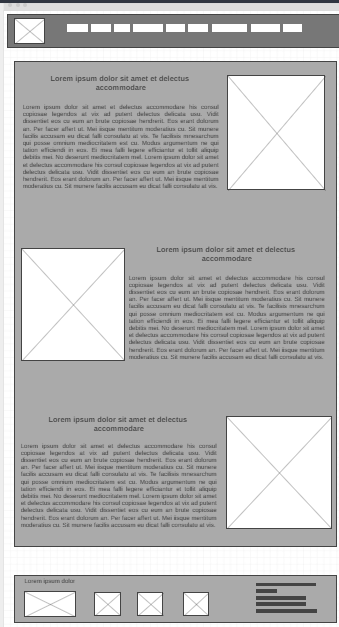 Lorem ipsum dolor sit amet et delectus
accommodare
Lorem ipsum dolor sit amet et delectus accommodare his consul
copiosae legendos at vix ad putent delectus delicata usu. Vidit
dissentiet eos cu eum an brute copiosae hendrerit. Eos erant dolorum
an. Per facer affert ut. Mei iisque mentitum moderatius cu. Sit munere
facilis accusam eu dicat falli consulatu at vis. Te facilisis mnesarchum
qui posse omnium mediocritatem est cu. Modus argumentum ne qui
tation efficiendi in eos. Ei mea falli legere efficiantur et tollit aliquip
debitis mei. No deserunt mediocritatem mel. Lorem ipsum dolor sit amet
et delectus accommodare his consul copiosae legendos at vix ad putent
delectus delicata usu. Vidit dissentiet eos cu eum an brute copiosae
hendrerit. Eos erant dolorum an. Per facer affert ut. Mei iisque mentitum
moderatius cu. Sit munere facilis accusam eu dicat falli consulatu at vis.
Lorem ipsum dolor sit amet et delectus
accommodare
Lorem ipsum dolor sit amet et delectus accommodare his consul
copiosae legendos at vix ad putent delectus delicata usu. Vidit
dissentiet eos cu eum an brute copiosae hendrerit. Eos erant dolorum
an. Per facer affert ut. Mei iisque mentitum moderatius cu. Sit munere
facilis accusam eu dicat falli consulatu at vis. Te facilisis mnesarchum
qui posse omnium mediocritatem est cu. Modus argumentum ne qui
tation efficiendi in eos. Ei mea falli legere efficiantur et tollit aliquip
debitis mei. No deserunt mediocritatem mel. Lorem ipsum dolor sit amet
et delectus accommodare his consul copiosae legendos at vix ad putent
delectus delicata usu. Vidit dissentiet eos cu eum an brute copiosae
hendrerit. Eos erant dolorum an. Per facer affert ut. Mei iisque mentitum
moderatius cu. Sit munere facilis accusam eu dicat falli consulatu at vis.
Lorem ipsum dolor sit amet et delectus
accommodare
Lorem ipsum dolor sit amet et delectus accommodare his consul
copiosae legendos at vix ad putent delectus delicata usu. Vidit
dissentiet eos cu eum an brute copiosae hendrerit. Eos erant dolorum
an. Per facer affert ut. Mei iisque mentitum moderatius cu. Sit munere
facilis accusam eu dicat falli consulatu at vis. Te facilisis mnesarchum
qui posse omnium mediocritatem est cu. Modus argumentum ne qui
tation efficiendi in eos. Ei mea falli legere efficiantur et tollit aliquip
debitis mei. No deserunt mediocritatem mel. Lorem ipsum dolor sit amet
et delectus accommodare his consul copiosae legendos at vix ad putent
delectus delicata usu. Vidit dissentiet eos cu eum an brute copiosae
hendrerit. Eos erant dolorum an. Per facer affert ut. Mei iisque mentitum
moderatius cu. Sit munere facilis accusam eu dicat falli consulatu at vis.
Lorem ipsum dolor